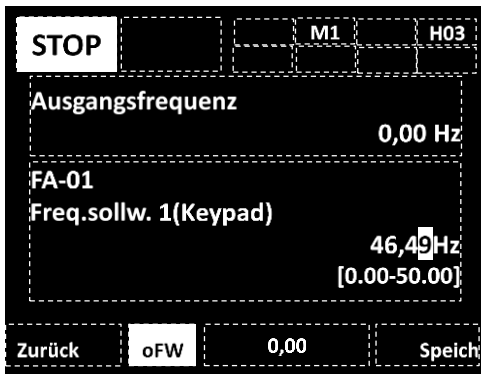 STOP M1 H03
Ausgangsfrequenz
0,00 Hz
FA-01
Freq.sollw. 1(Keypad)
46,49Hz
[0.00-50.00]
Zurück oFW 0,00 Speich